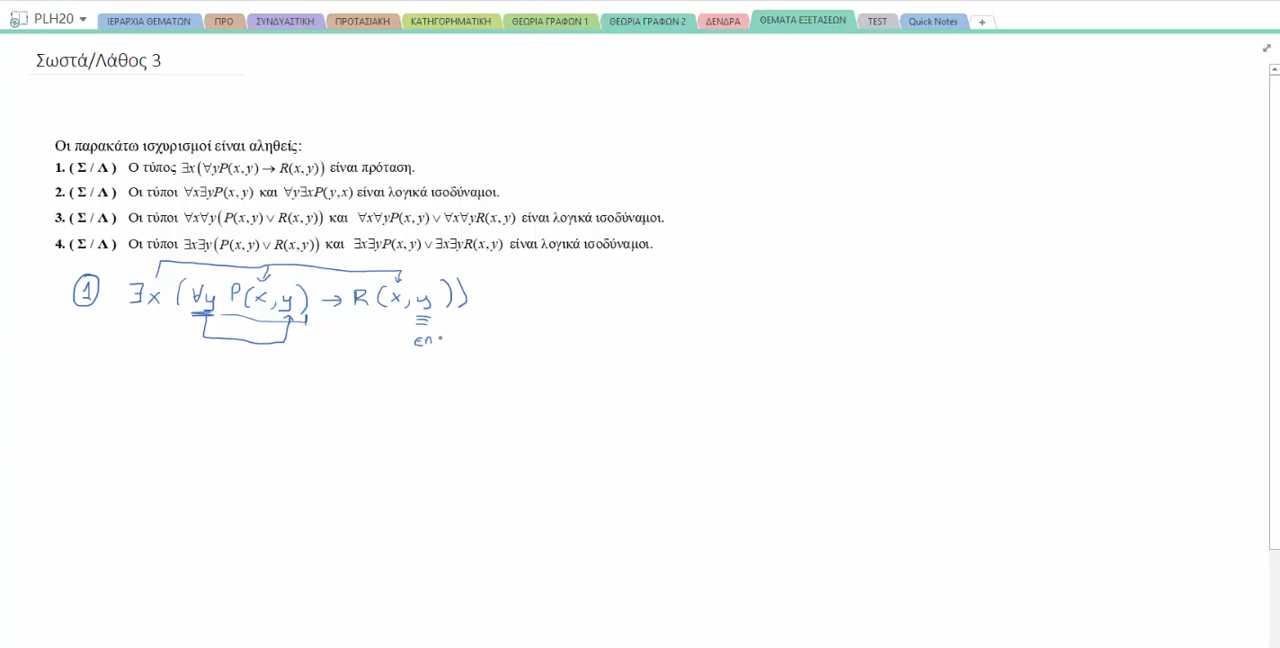 PLH20 ΙΕΡΑΡΧΙΑ ΘΕΜΑΤΩΝ ΠΡΟ ΣΥΝΔΥΑΣΤΙΚΗ ΠΡΟΤΑΣΙΑΚΗ ΚΑΤΗΓΟΡΗΜΑΤΙΚΗ ΘΕΩΡΙΑ ΓΡΑΦΩΝ 1 ΘΕΩΡΙΑ ΓΡΑΦΩΝ 2 ΔΕΝΔΡΑ ΘΕΜΑΤΑ ΕΞΕΤΑΣΕΩΝ TEST Quick Notes +
Σωστά/Λάθος 3
Οι παρακάτω ισχυρισμοί είναι αληθείς:
1. ( Σ / Λ ) Ο τύπος ∃x(∀yP(x, y) → R(x, y)) είναι πρόταση.
2. ( Σ / Λ ) Οι τύποι ∀x∃yP(x, y) και ∀y∃xP(y, x) είναι λογικά ισοδύναμοι.
3. ( Σ / Λ ) Οι τύποι ∀x∀y(P(x, y) ∨ R(x, y)) και ∀x∀yP(x, y) ∨ ∀x∀yR(x, y) είναι λογικά ισοδύναμοι.
4. ( Σ / Λ ) Οι τύποι ∃x∃y(P(x, y) ∨ R(x, y)) και ∃x∃yP(x, y) ∨ ∃x∃yR(x, y) είναι λογικά ισοδύναμοι.
1 ∃x (∀y P(x, y) → R(x, y))
επ